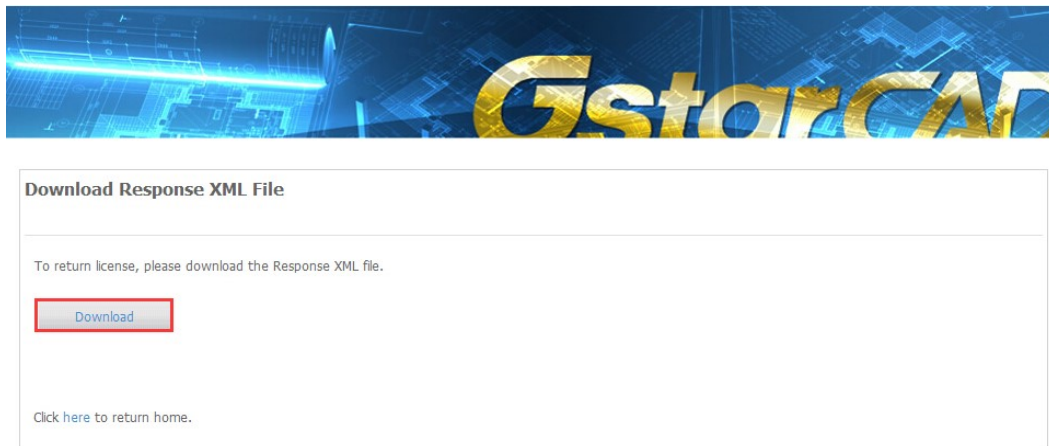 GstarCAD
Download Response XML File
To return license, please download the Response XML file.
Download
Click here to return home.